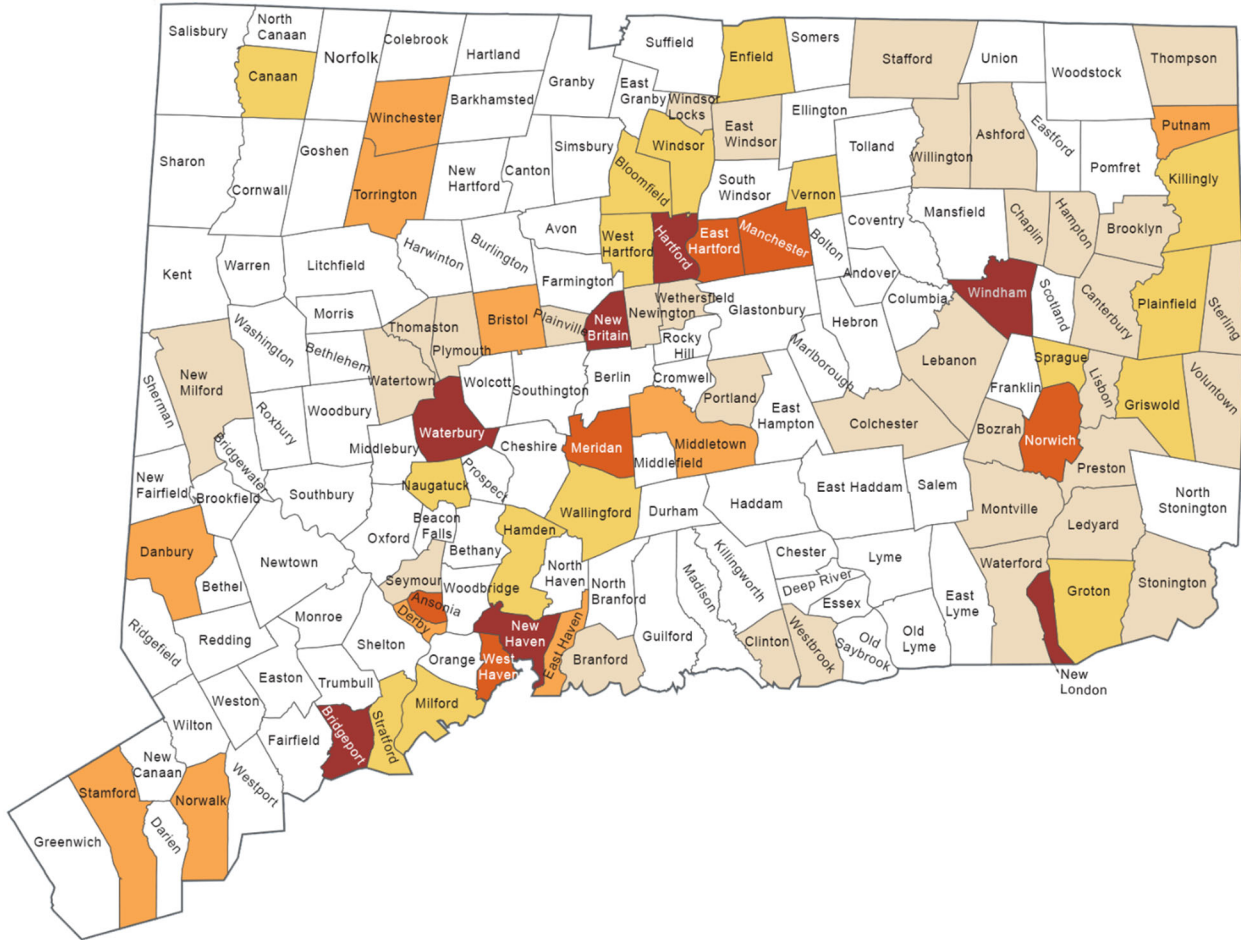 Salisbury
North
Canaan
Canaan
Norfolk
Colebrook
Hartland
Granby
Suffield
East
Granby
Windsor
Locks
Enfield
Somers
Stafford
Union
Woodstock
Thompson
Winchester
Barkhamsted
East
Windsor
Ellington
Willington
Ashford
Eastford
Putnam
Pomfret
Killingly
Sharon
Cornwall
Goshen
Torrington
New
Hartford
Canton
Simsbury
Bloomfield
Windsor
South
Windsor
Vernon
Tolland
Coventry
Mansfield
Chaplin
Hampton
Brooklyn
Kent
Warren
Litchfield
Harwinton
Burlington
Avon
West
Hartford
Hartford
East
Hartford
Manchester
Bolton
Andover
Columbia
Windham
Scotland
Canterbury
Plainfield
Sterling
Farmington
Morris
Washington
Bethlehem
Thomaston
Plymouth
Bristol
Plainville
New
Britain
Newington
Wethersfield
Rocky
Hill
Glastonbury
Hebron
Marlborough
Lebanon
Franklin
Sprague
Lisbon
Griswold
Voluntown
Sherman
New
Milford
Roxbury
Bridgewater
Woodbury
Watertown
Waterbury
Wolcott
Southington
Berlin
Cromwell
Portland
East
Hampton
Colchester
Bozrah
Norwich
Preston
North
Stonington
New
Fairfield
Brookfield
Southbury
Middlebury
Naugatuck
Prospect
Cheshire
Meridan
Middletown
Middlefield
Wallingford
Durham
Haddam
East Haddam
Salem
Montville
Ledyard
Danbury
Bethel
Newtown
Oxford
Beacon
Falls
Bethany
Hamden
North
Haven
North
Branford
Madison
Killingworth
Chester
Deep River
Essex
Lyme
East
Lyme
Waterford
Groton
Stonington
Ridgefield
Redding
Monroe
Seymour
Ansonia
Derby
Woodbridge
New
Haven
East Haven
Branford
Guilford
Clinton
Westbrook
Old
Saybrook
Old
Lyme
New
London
Shelton
Orange
West
Haven
Milford
Stratford
Trumbull
Easton
Weston
Wilton
Fairfield
Bridgeport
Westport
Norwalk
New
Canaan
Darien
Stamford
Greenwich